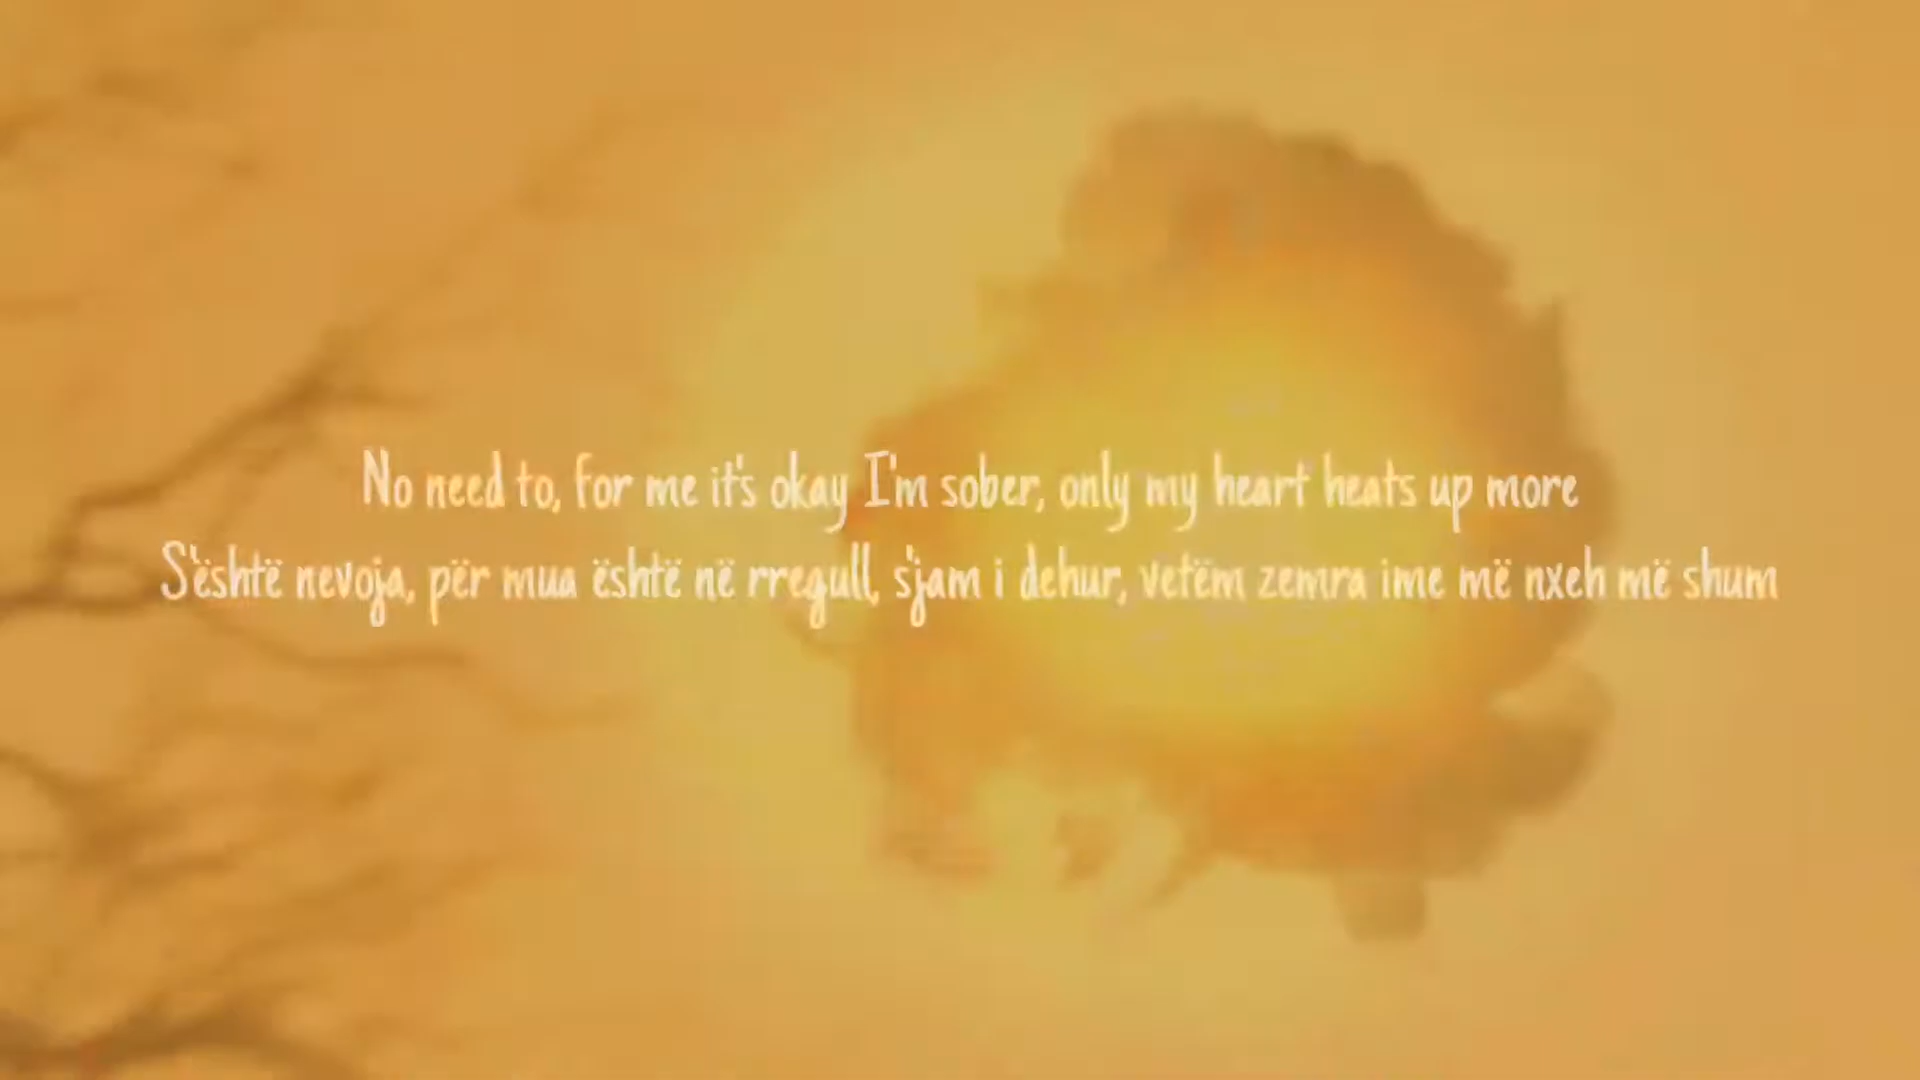 No need to, for me it's okay I'm sober, only my heart heats up more
S'është nevoja, për mua është në rregull, s'jam i dehur, vetëm zemra ime më nxeh më shum